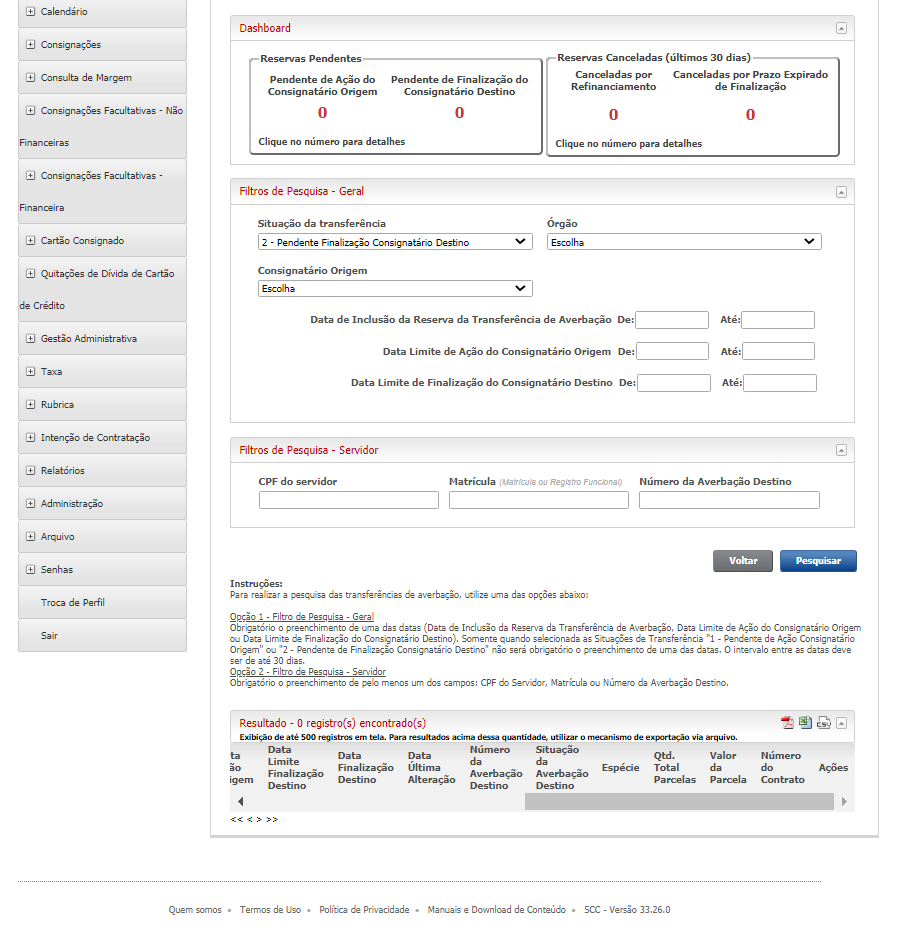 Calendário
Consignações
Consulta de Margem
Consignações Facultativas - Não
Financeiras
Consignações Facultativas -
Financeira
Cartão Consignado
Quitações de Dívida de Cartão
de Crédito
Gestão Administrativa
Taxa
Rubrica
Intenção de Contratação
Relatórios
Administração
Arquivo
Senhas
Troca de Perfil
Sair
Dashboard
Reservas Pendentes
Pendente de Ação do
Consignatário Origem
0
Pendente de Finalização do
Consignatário Destino
0
Clique no número para detalhes
Reservas Canceladas (últimos 30 dias)
Canceladas por
Refinanciamento
0
Canceladas por Prazo Expirado
de Finalização
0
Clique no número para detalhes
Filtros de Pesquisa - Geral
Situação da transferência
2 - Pendente Finalização Consignatário Destino
Órgão
Escolha
Consignatário Origem
Escolha
Data de Inclusão da Reserva da Transferência de Averbação De: Até:
Data Limite de Ação do Consignatário Origem De: Até:
Data Limite de Finalização do Consignatário Destino De: Até:
Filtros de Pesquisa - Servidor
CPF do servidor
Matrícula (Matrícula ou Registro Funcional)
Número da Averbação Destino
Voltar
Pesquisar
Instruções:
Para realizar a pesquisa das transferências de averbação, utilize uma das opções abaixo:
Opção 1 - Filtro de Pesquisa - Geral
Obrigatório o preenchimento de uma das datas (Data de Inclusão da Reserva da Transferência de Averbação, Data Limite de Ação do Consignatário Origem
ou Data Limite de Finalização do Consignatário Destino). Somente quando selecionada as Situações de Transferência "1 - Pendente de Ação Consignatário
Origem" ou "2 - Pendente de Finalização Consignatário Destino" não será obrigatório o preenchimento de uma das datas. O intervalo entre as datas deve
ser de até 30 dias.
Opção 2 - Filtro de Pesquisa - Servidor
Obrigatório o preenchimento de pelo menos um dos campos: CPF do Servidor, Matrícula ou Número da Averbação Destino.
Resultado - 0 registro(s) encontrado(s)
CSV
Exibição de até 500 registros em tela. Para resultados acima dessa quantidade, utilizar o mecanismo de exportação via arquivo.
ta
ão
igem
Data
Limite
Finalização
Destino
Data
Finalização
Destino
Data
Última
Alteração
Número
da
Averbação
Destino
Situação
da
Averbação
Destino
Espécie
Qtd.
Total
Parcelas
Valor
da
Parcela
Número
do
Contrato
Ações
<< < > >>
Quem somos • Termos de Uso • Política de Privacidade • Manuais e Download de Conteúdo • SCC - Versão 33.26.0